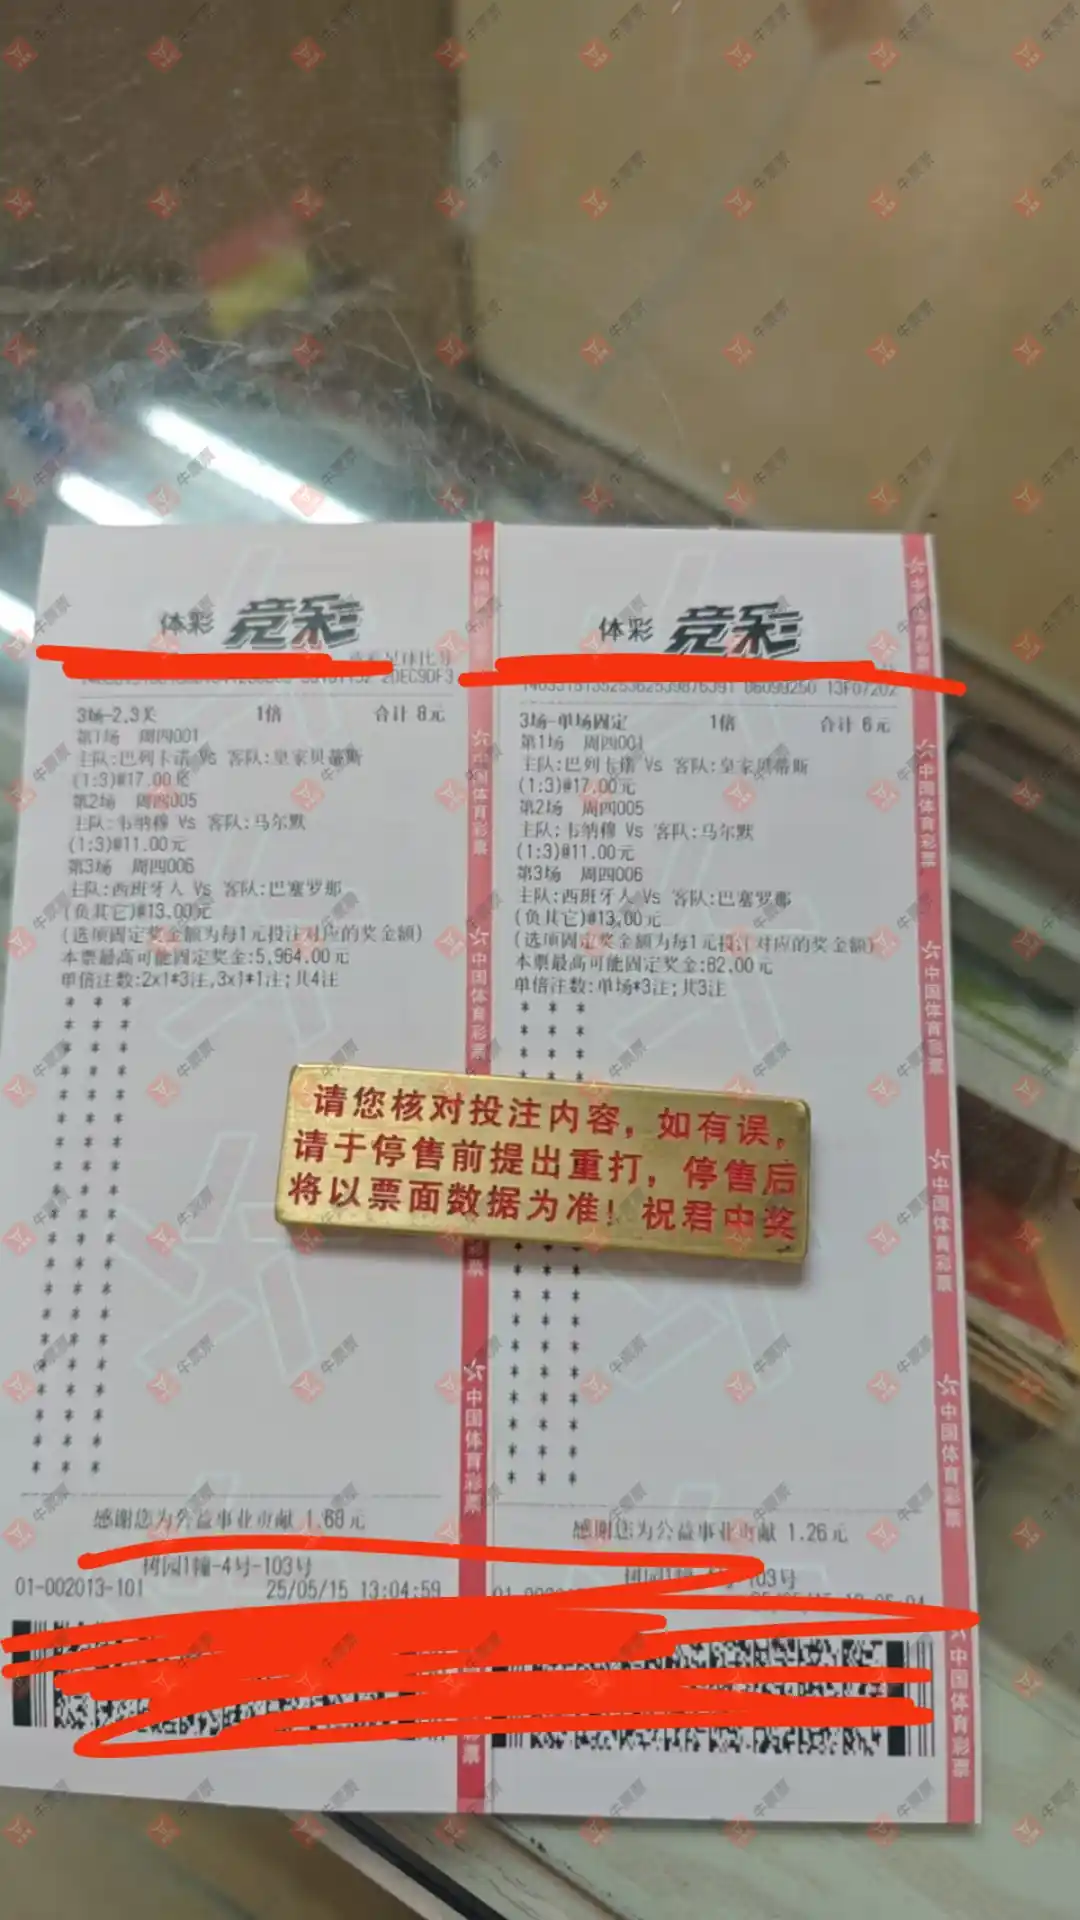 体彩 竞彩
2DEC9DF3
3场-2,3关 1倍 合计 8元
第1场 周四001
主队:巴列卡诺 Vs 客队:皇家贝蒂斯
(1:3)@17.00元
第2场 周四005
主队:韦纳穆 Vs 客队:马尔默
(1:3)@11.00元
第3场 周四006
主队:西班牙人 Vs 客队:巴塞罗那
(负其它)@13.00元
(选项固定奖金额为每1元投注对应的奖金额)
本票最高可能固定奖金:5,964.00元
单倍注数:2x1*3注,3x1*1注;共4注
感谢您为公益事业贡献 1.68元
树园1幢-4号-103号
01-002013-101 25/05/15 13:04:59
体彩 竞彩
13F07202
3场-单场固定 1倍 合计 6元
第1场 周四001
主队:巴列卡诺 Vs 客队:皇家贝蒂斯
(1:3)@17.00元
第2场 周四005
主队:韦纳穆 Vs 客队:马尔默
(1:3)@11.00元
第3场 周四006
主队:西班牙人 Vs 客队:巴塞罗那
(负其它)@13.00元
(选项固定奖金额为每1元投注对应的奖金额)
本票最高可能固定奖金:82.00元
单倍注数:单场*3注;共3注
感谢您为公益事业贡献 1.26元
请您核对投注内容，如有误，
请于停售前提出重打，停售后
将以票面数据为准！祝君中奖
中国体育彩票
牛票票